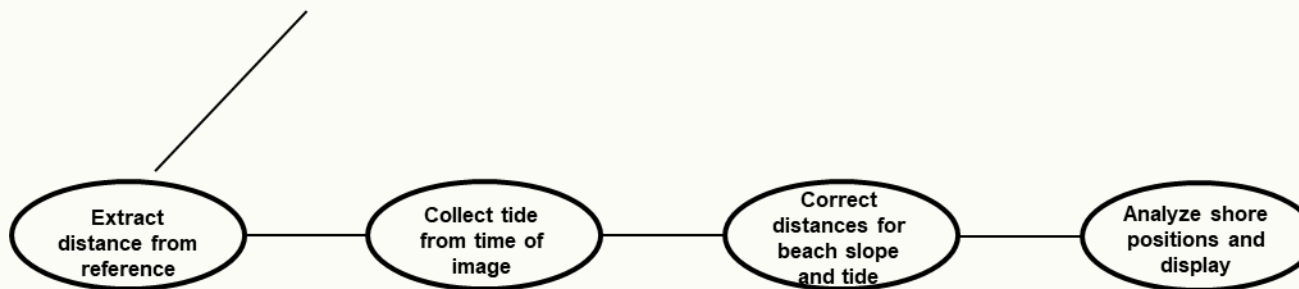 Extract
distance from
reference
Collect tide
from time of
image
Correct
distances for
beach slope
and tide
Analyze shore
positions and
display